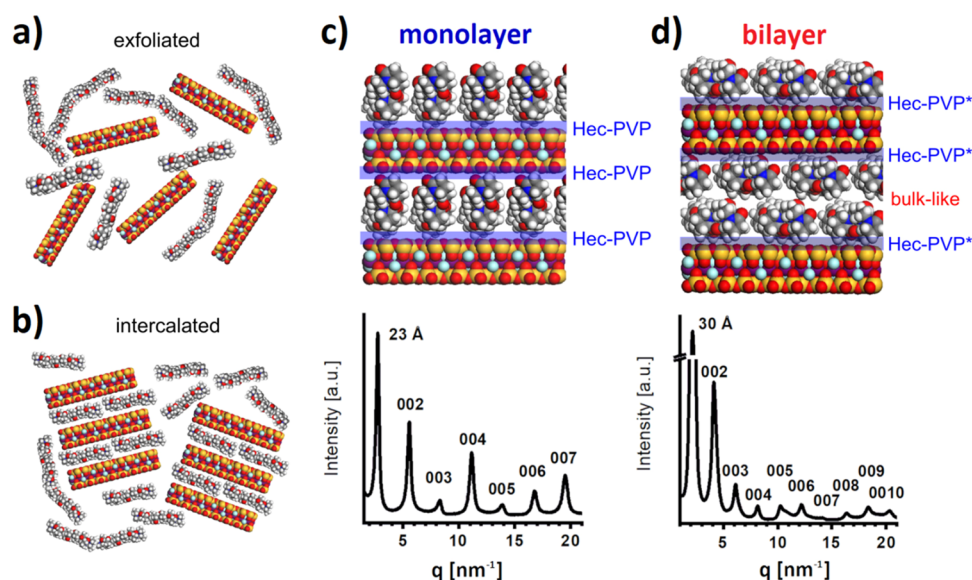 a)
exfoliated
b)
intercalated
c)
monolayer
Hec-PVP
Hec-PVP
Hec-PVP
23 Å
002
003
004
005
006
007
Intensity [a.u.]
5
10
15
20
q [nm⁻¹]
d)
bilayer
Hec-PVP*
Hec-PVP*
bulk-like
Hec-PVP*
30 Å
002
003
004
005
006
007
008
009
0010
Intensity [a.u.]
5
10
15
20
q [nm⁻¹]